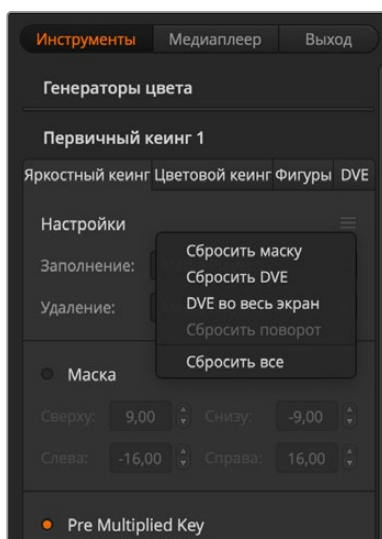 Инструменты Медиаплеер Выход
Генераторы цвета
Первичный кеинг 1
Яркостный кеинг Цветовой кеинг Фигуры DVE
Настройки
Заполнение:
Удаление:
Сбросить маску
Сбросить DVE
DVE во весь экран
Сбросить поворот
Сбросить все
Маска
Сверху: 9,00 Снизу: -9,00
Слева: -16,00 Справа: 16,00
Pre Multiplied Key